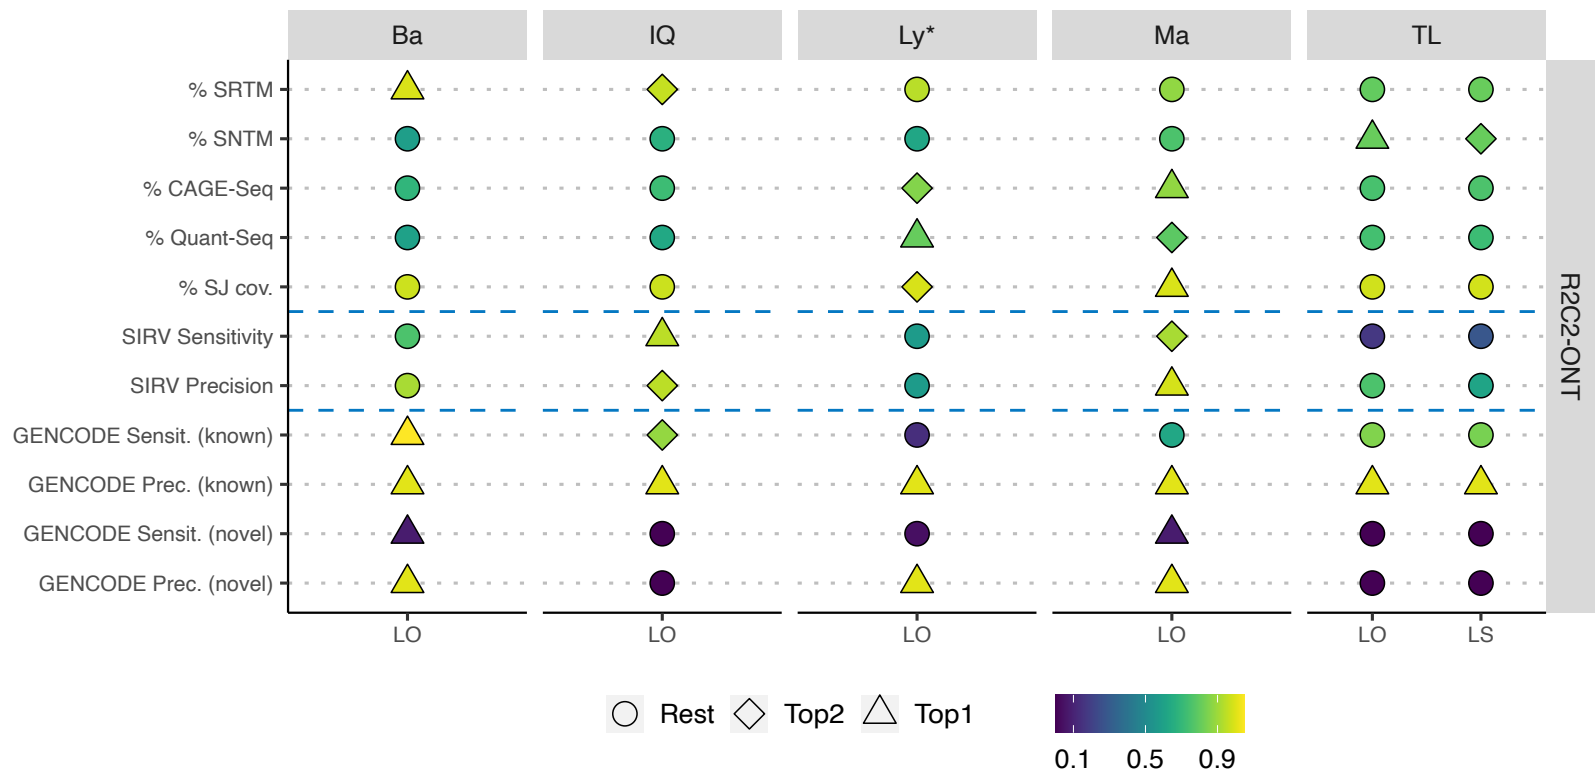 Ba IQ Ly* Ma TL
% SRTM
% SNTM
% CAGE-Seq
% Quant-Seq
% SJ cov.
SIRV Sensitivity
SIRV Precision
GENCODE Sensit. (known)
GENCODE Prec. (known)
GENCODE Sensit. (novel)
GENCODE Prec. (novel)
R2C2-ONT
LO LO LO LO LO LS
Rest Top2 Top1
0.1 0.5 0.9